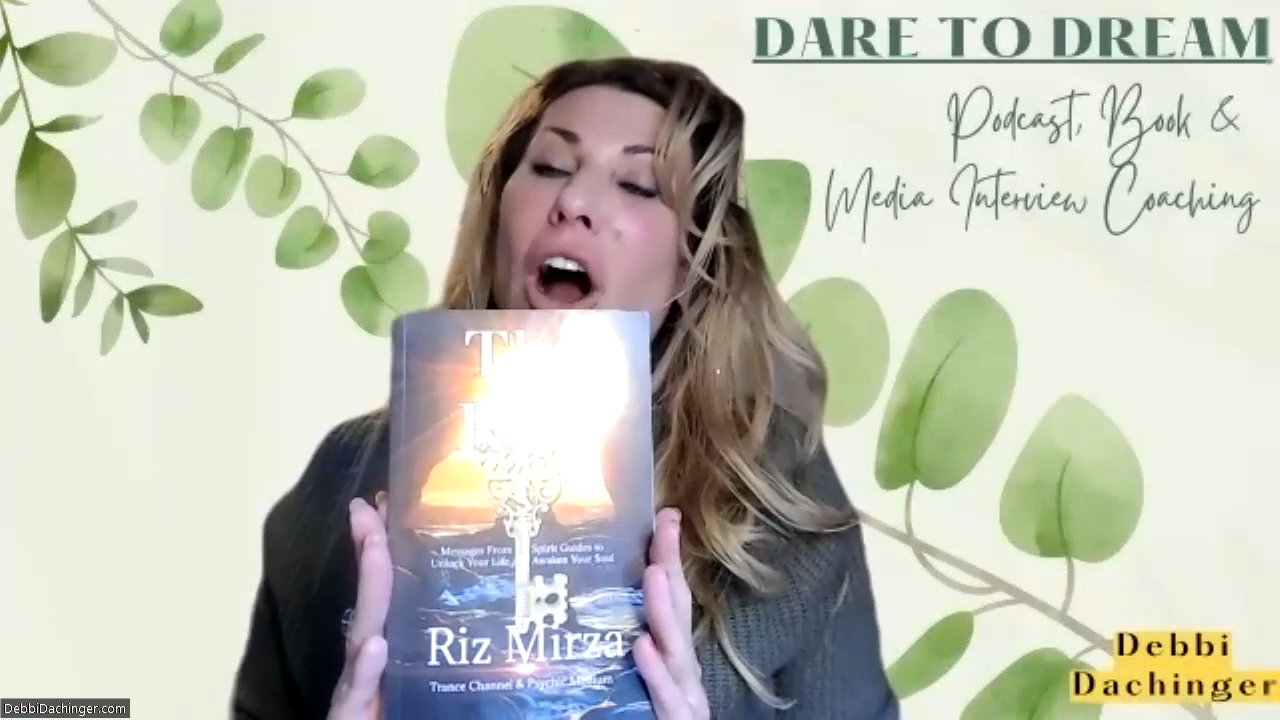 DARE TO DREAM
Podcast, Book &
Media Interview Coaching
Messages From Spirit Guides to
Unlock Your Life, Awaken Your Soul
Riz Mirza
Trance Channel & Psychic Medium
Debbi
Dachinger
DebbiDachinger.com